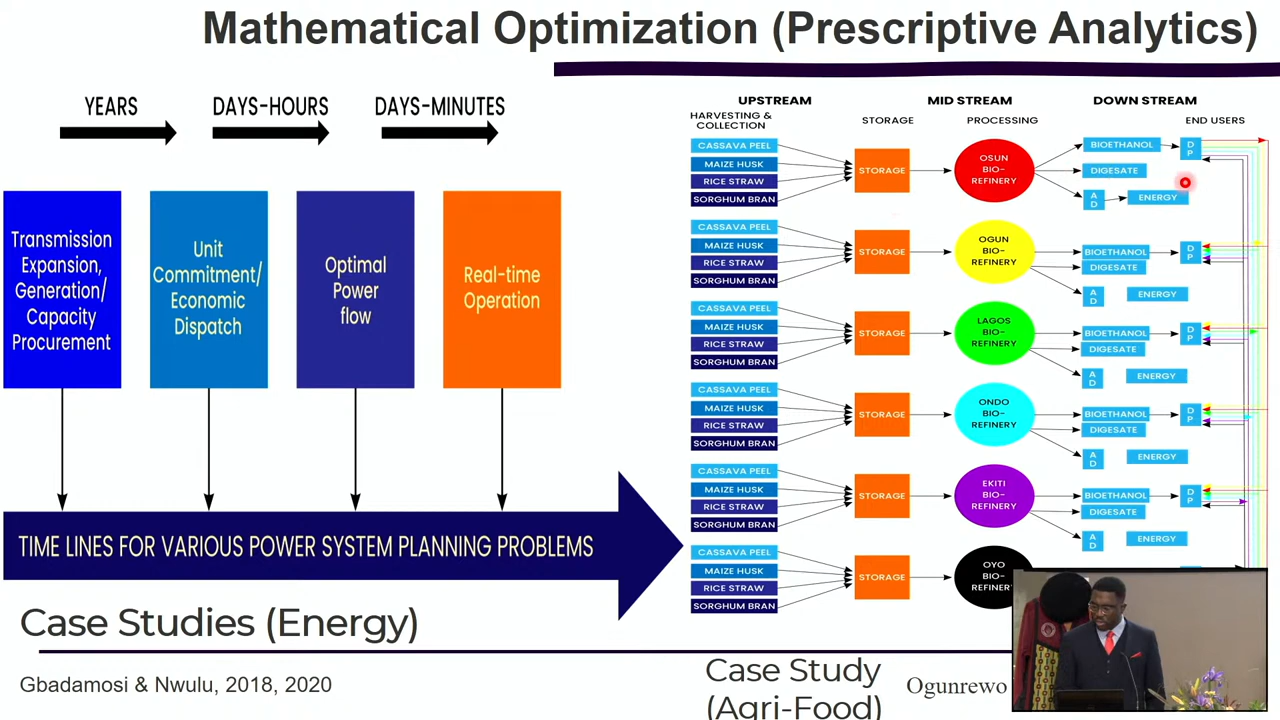 Mathematical Optimization (Prescriptive Analytics)
YEARS
DAYS-HOURS
DAYS-MINUTES
Transmission
Expansion,
Generation/
Capacity
Procurement
Unit
Commitment/
Economic
Dispatch
Optimal
Power
flow
Real-time
Operation
TIME LINES FOR VARIOUS POWER SYSTEM PLANNING PROBLEMS
Case Studies (Energy)
Gbadamosi & Nwulu, 2018, 2020
UPSTREAM
MID STREAM
DOWN STREAM
HARVESTING &
COLLECTION
STORAGE
PROCESSING
END USERS
CASSAVA PEEL
MAIZE HUSK
RICE STRAW
SORGHUM BRAN
STORAGE
OSUN
BIO-
REFINERY
BIOETHANOL
D
P
DIGESATE
A
D
ENERGY
CASSAVA PEEL
MAIZE HUSK
RICE STRAW
SORGHUM BRAN
STORAGE
OGUN
BIO-
REFINERY
BIOETHANOL
D
P
DIGESATE
A
D
ENERGY
CASSAVA PEEL
MAIZE HUSK
RICE STRAW
SORGHUM BRAN
STORAGE
LAGOS
BIO-
REFINERY
BIOETHANOL
D
P
DIGESATE
A
D
ENERGY
CASSAVA PEEL
MAIZE HUSK
RICE STRAW
SORGHUM BRAN
STORAGE
ONDO
BIO-
REFINERY
BIOETHANOL
D
P
DIGESATE
A
D
ENERGY
CASSAVA PEEL
MAIZE HUSK
RICE STRAW
SORGHUM BRAN
STORAGE
EKITI
BIO-
REFINERY
BIOETHANOL
D
P
DIGESATE
A
D
ENERGY
CASSAVA PEEL
MAIZE HUSK
RICE STRAW
SORGHUM BRAN
STORAGE
OYO
BIO-
REFINERY
Case Study
(Agri-Food)
Ogunrewo